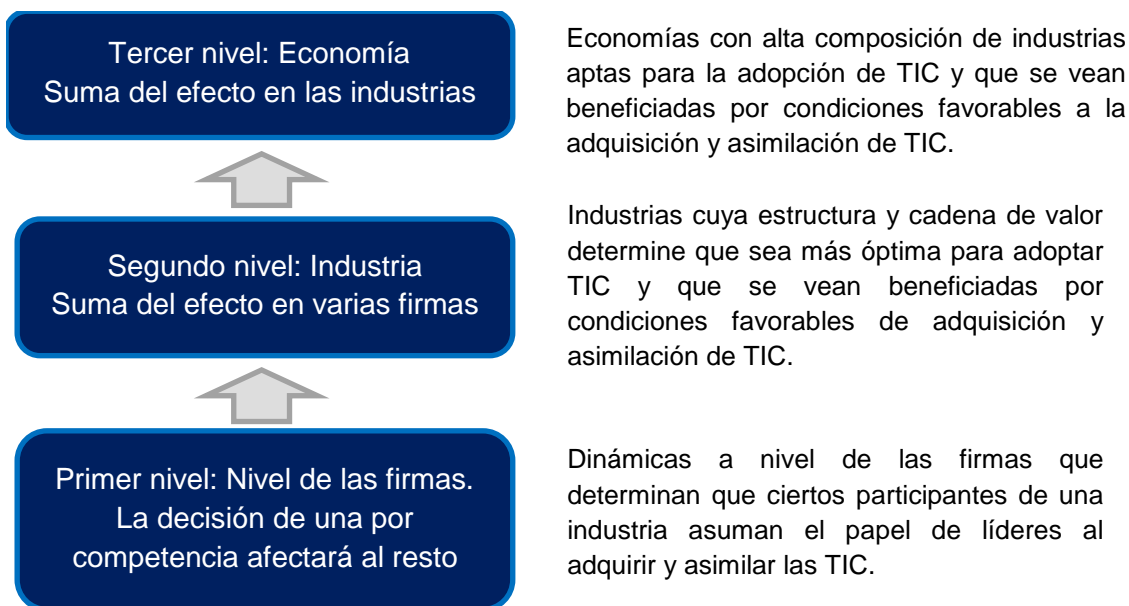 Tercer nivel: Economía
Suma del efecto en las industrias
Economías con alta composición de industrias
aptas para la adopción de TIC y que se vean
beneficiadas por condiciones favorables a la
adquisición y asimilación de TIC.
Segundo nivel: Industria
Suma del efecto en varias firmas
Industrias cuya estructura y cadena de valor
determine que sea más óptima para adoptar
TIC y que se vean beneficiadas por
condiciones favorables de adquisición y
asimilación de TIC.
Primer nivel: Nivel de las firmas.
La decisión de una por
competencia afectará al resto
Dinámicas a nivel de las firmas que
determinan que ciertos participantes de una
industria asuman el papel de líderes al
adquirir y asimilar las TIC.